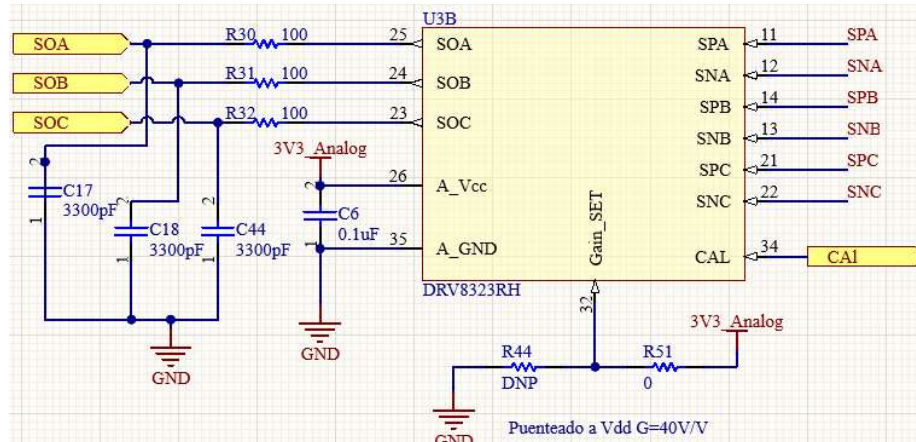 U3B
SOA
R30 100
25
SOA
SPA
11
SPA
SOB
R31 100
24
SOB
SNA
12
SNA
SOC
R32 100
23
SOC
SPB
14
SPB
SNB
13
SNB
3V3_Analog
SPC
21
SPC
2
C17
3300pF
1
2
26
A_Vcc
SNC
22
SNC
2
C18
3300pF
1
2
C44
3300pF
1
C6
0.1uF
1
35
A_GND
Gain_SET
CAL
34
CAl
DRV8323RH
32
GND
GND
3V3_Analog
R44
DNP
R51
0
GND
Puenteado a Vdd G=40V/V